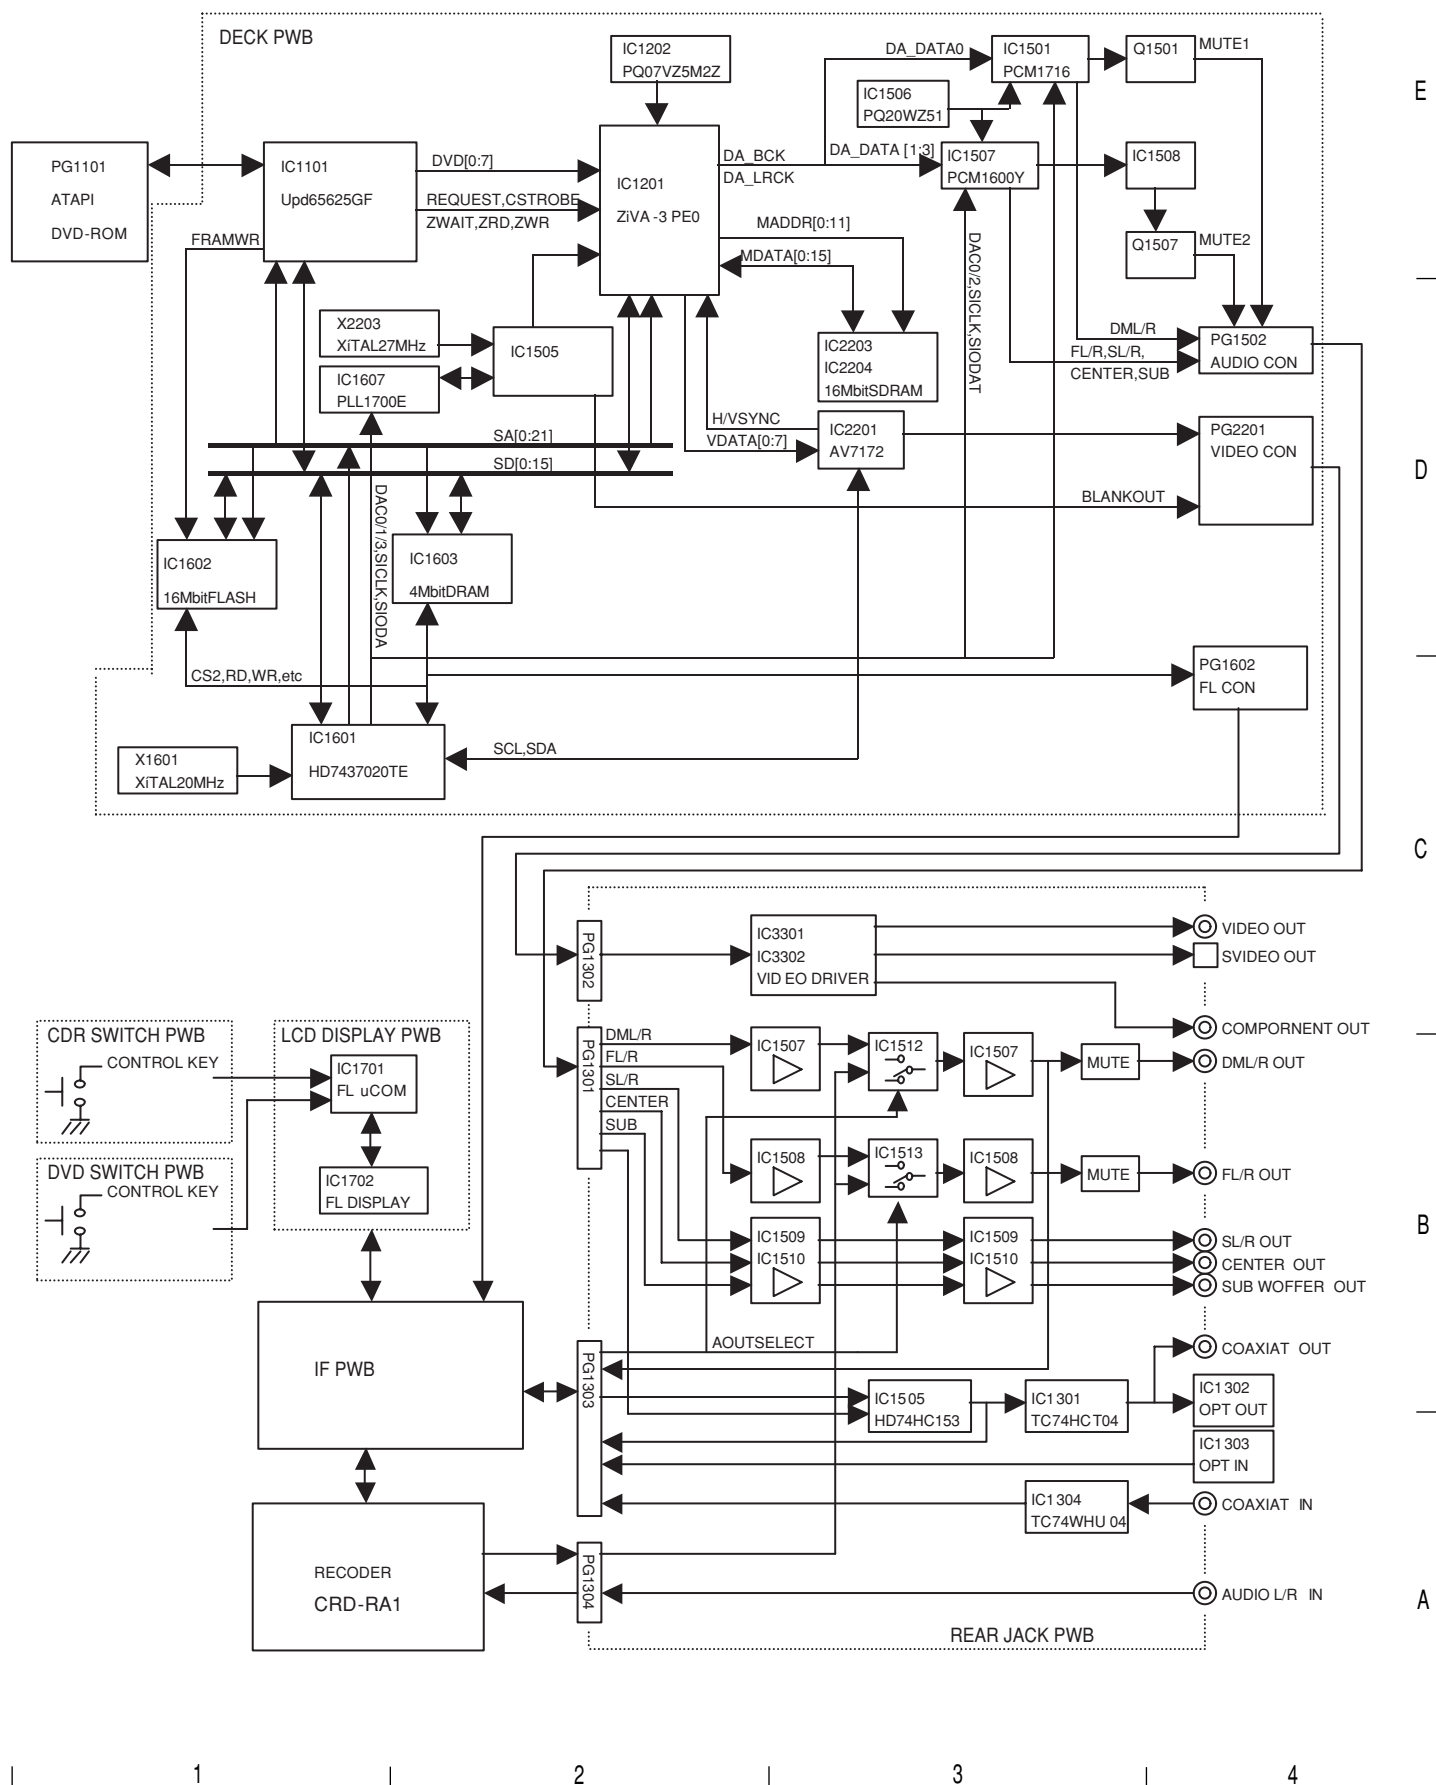 DECK PWB
IC1202
PQ07VZ5M2Z
DA_DATA0
IC1501
PCM1716
Q1501
MUTE1
E
IC1506
PQ20WZ51
PG1101
ATAPI
DVD-ROM
IC1101
Upd65625GF
DVD[0:7]
REQUEST,CSTROBE
ZWAIT,ZRD,ZWR
FRAMWR
IC1201
ZiVA-3 PE0
DA_BCK
DA_LRCK
DA_DATA [1:3]
IC1507
PCM1600Y
IC1508
MADDR[0:11]
MDATA[0:15]
Q1507
MUTE2
DAC0/2,SICLK,SIODAT
X2203
XiTAL27MHz
IC1505
IC1607
PLL1700E
IC2203
IC2204
16MbitSDRAM
DML/R
FL/R,SL/R,
CENTER,SUB
PG1502
AUDIO CON
H/VSYNC
VDATA[0:7]
IC2201
AV7172
PG2201
VIDEO CON
SA[0:21]
SD[0:15]
D
BLANKOUT
DAC0/1/3,SICLK,SIODA
IC1602
16MbitFLASH
IC1603
4MbitDRAM
CS2,RD,WR,etc
PG1602
FL CON
IC1601
HD7437020TE
SCL,SDA
X1601
XiTAL20MHz
C
PG1302
IC3301
IC3302
VID EO DRIVER
VIDEO OUT
SVIDEO OUT
COMPORNENT OUT
CDR SWITCH PWB
CONTROL KEY
LCD DISPLAY PWB
IC1701
FL uCOM
PG1301
DML/R
FL/R
SL/R
CENTER
SUB
IC1507
IC1512
IC1507
MUTE
DML/R OUT
DVD SWITCH PWB
CONTROL KEY
IC1702
FL DISPLAY
IC1508
IC1513
IC1508
MUTE
FL/R OUT
B
IC1509
IC1510
IC1509
IC1510
SL/R OUT
CENTER OUT
SUB WOFFER OUT
IF PWB
PG1303
AOUTSELECT
COAXIAT OUT
IC1505
HD74HC153
IC1301
TC74HCT04
IC1302
OPT OUT
IC1303
OPT IN
IC1304
TC74WHU 04
COAXIAT IN
RECODER
CRD-RA1
PG1304
AUDIO L/R IN
A
REAR JACK PWB
1 2 3 4